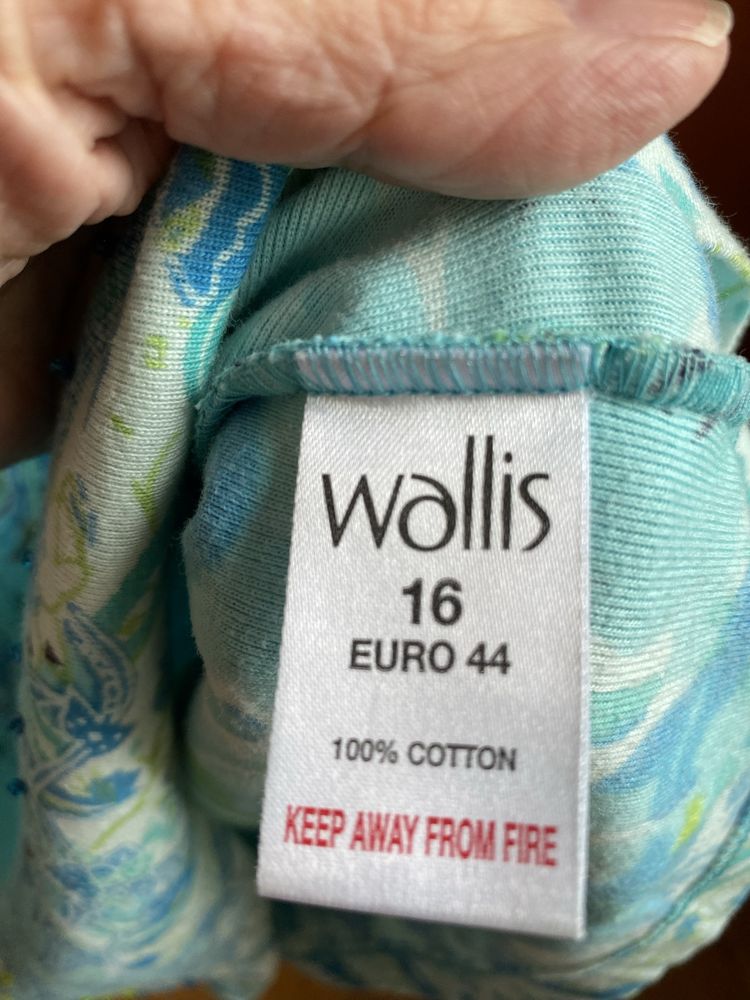 wallis
16
EURO 44
100% COTTON
KEEP AWAY FROM FIRE